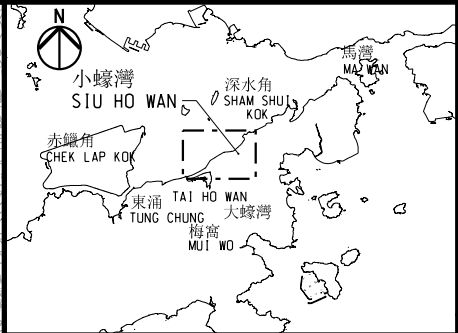 N
小蠔灣
SIU HO WAN
深水角
SHAM SHUI
KOK
馬灣
MA WAN
赤鱲角
CHEK LAP KOK
東涌
TUNG CHUNG
TAI HO WAN
大蠔灣
梅窩
MUI WO